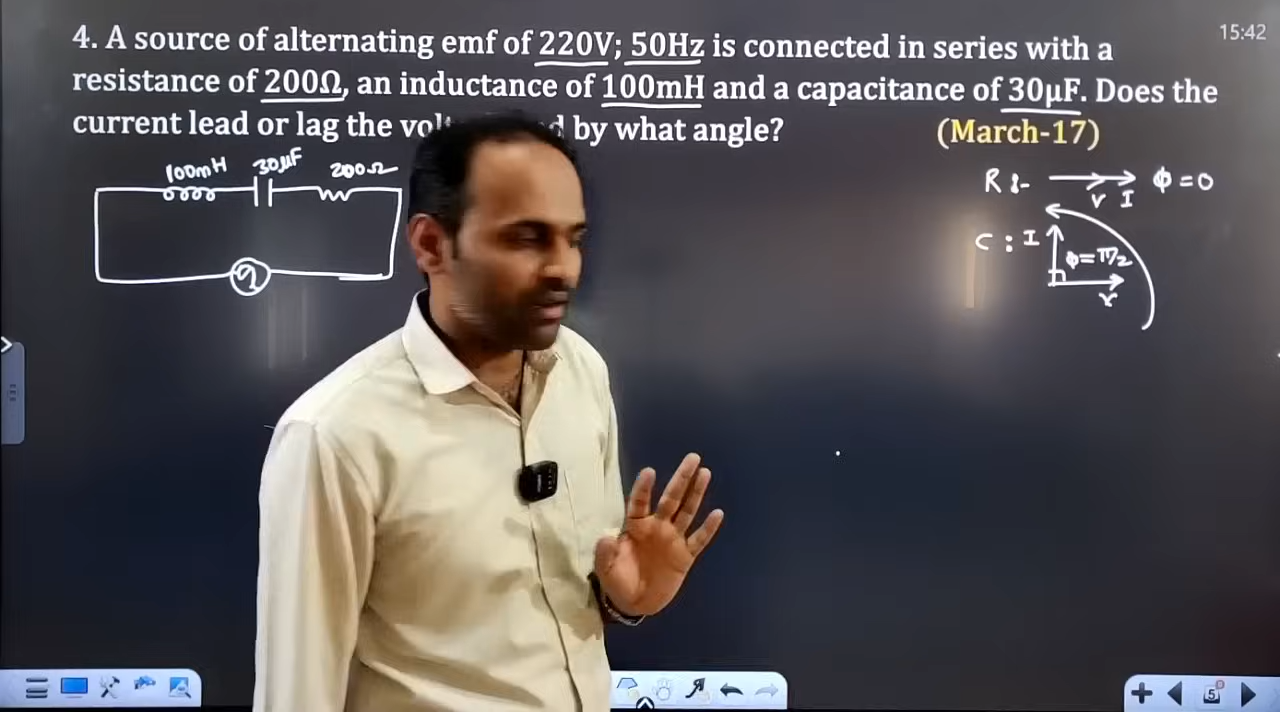 15:42
4. A source of alternating emf of 220V; 50Hz is connected in series with a
resistance of 200Ω, an inductance of 100mH and a capacitance of 30μF. Does the
current lead or lag the by what angle?
(March-17)
100mH 30μF 200Ω
R :- V I Φ=0
C : I Φ=π/2
V
5